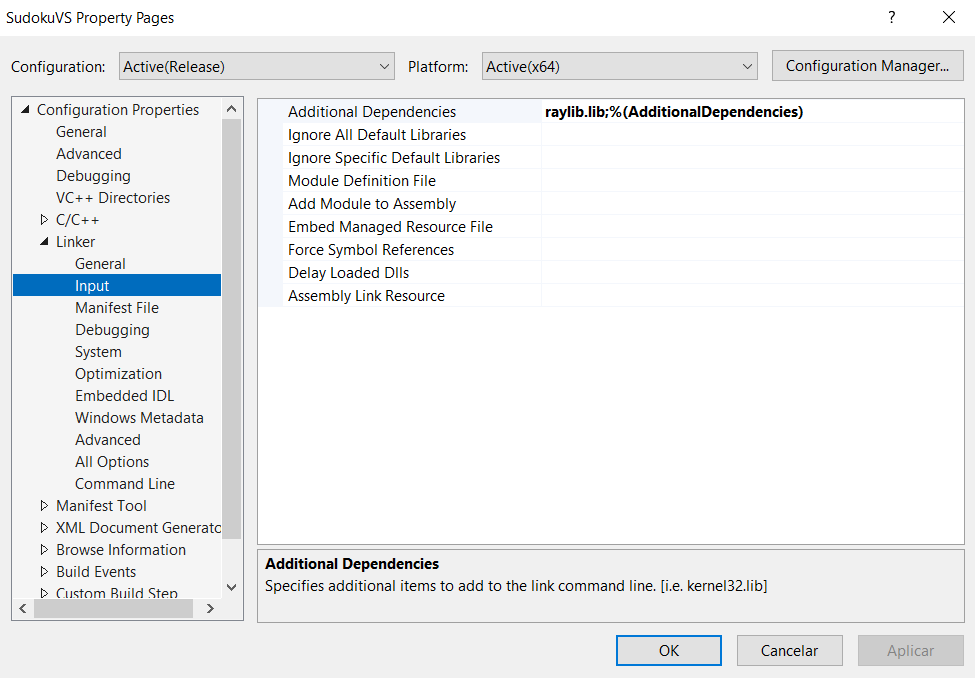 SudokuVS Property Pages
?
Configuration: Active(Release) Platform: Active(x64) Configuration Manager...
Configuration Properties
General
Advanced
Debugging
VC++ Directories
C/C++
Linker
General
Input
Manifest File
Debugging
System
Optimization
Embedded IDL
Windows Metadata
Advanced
All Options
Command Line
Manifest Tool
XML Document Generato
Browse Information
Build Events
Custom Build Step
Additional Dependencies raylib.lib;%(AdditionalDependencies)
Ignore All Default Libraries
Ignore Specific Default Libraries
Module Definition File
Add Module to Assembly
Embed Managed Resource File
Force Symbol References
Delay Loaded Dlls
Assembly Link Resource
Additional Dependencies
Specifies additional items to add to the link command line. [i.e. kernel32.lib]
OK Cancelar Aplicar